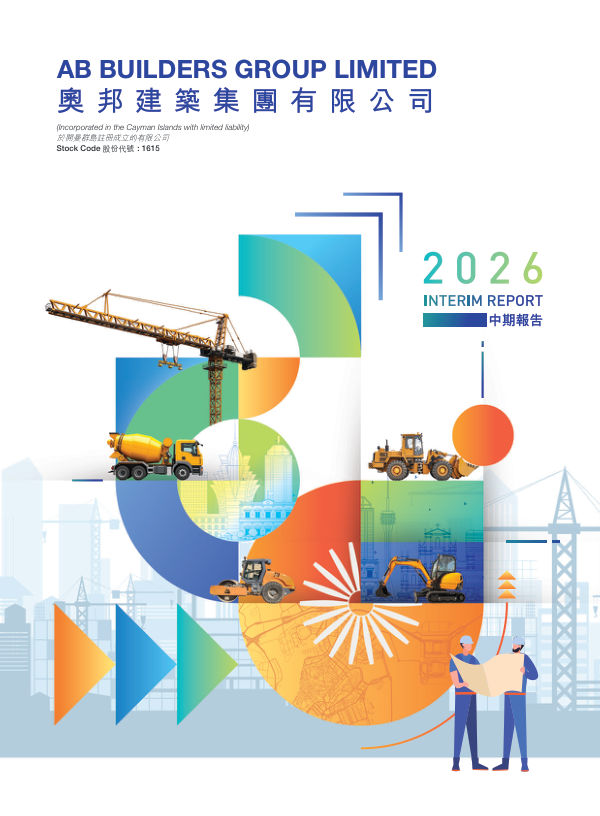 AB BUILDERS GROUP LIMITED
奧邦建築集團有限公司
(Incorporated in the Cayman Islands with limited liability)
於開曼群島註冊成立的有限公司
Stock Code 股份代號 : 1615
2026
INTERIM REPORT
中期報告